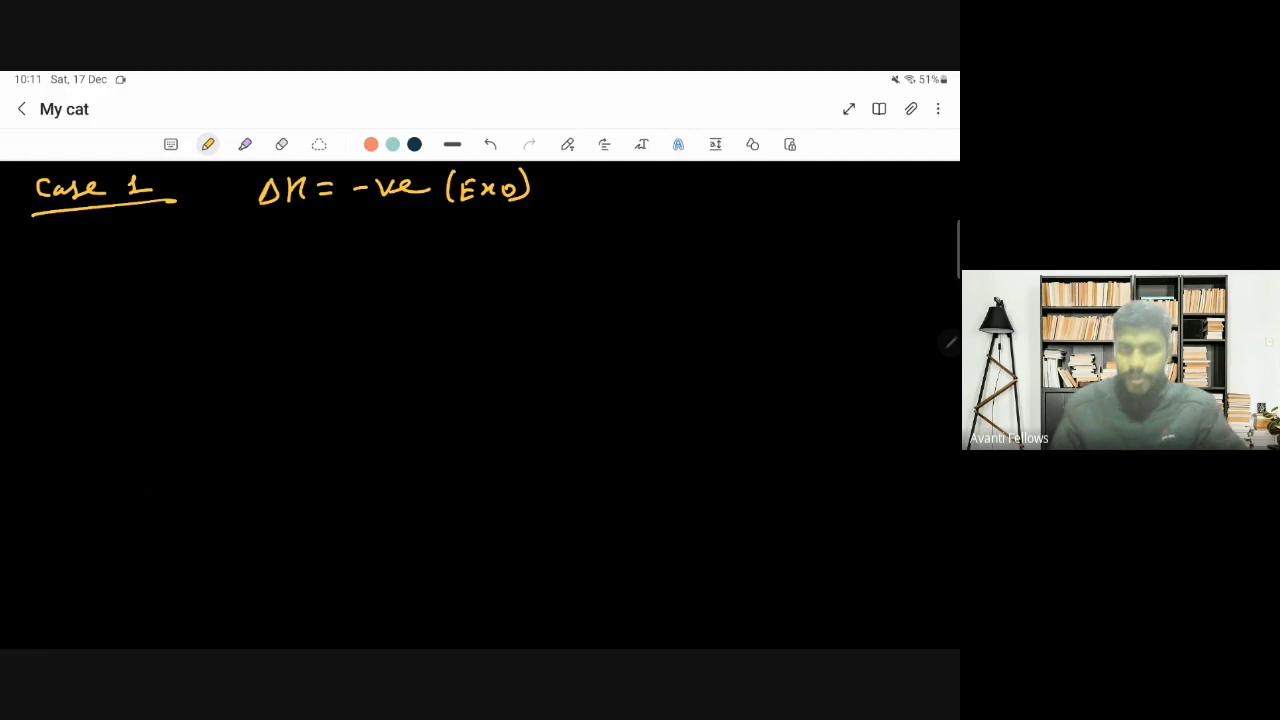 10:11 Sat, 17 Dec 51%
My cat
Case 1 ΔH = -ve (Exo)
Avanti Fellows